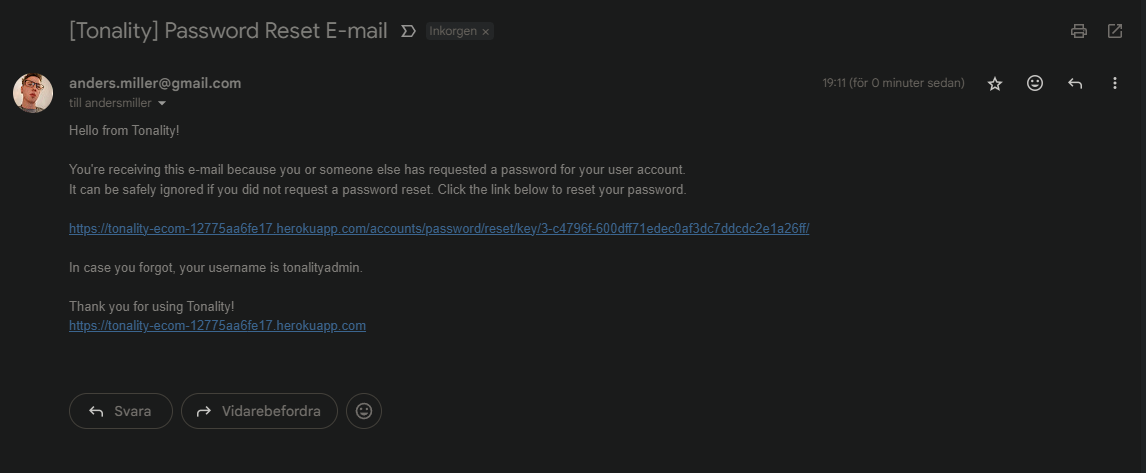 [Tonality] Password Reset E-mail
Inkorgen ×
anders.miller@gmail.com
19:11 (för 0 minuter sedan)
till andersmiller
Hello from Tonality!
You're receiving this e-mail because you or someone else has requested a password for your user account.
It can be safely ignored if you did not request a password reset. Click the link below to reset your password.
https://tonality-ecom-12775aa6fe17.herokuapp.com/accounts/password/reset/key/3-c4796f-600dff71edec0af3dc7ddcdc2e1a26ff/
In case you forgot, your username is tonalityadmin.
Thank you for using Tonality!
https://tonality-ecom-12775aa6fe17.herokuapp.com
Svara
Vidarebefordra